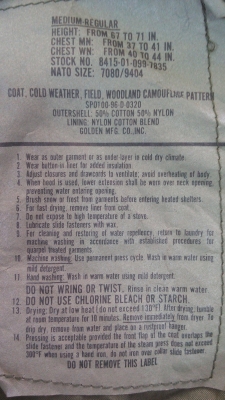 MEDIUM-REGULAR
HEIGHT: FROM 67 TO 71 IN.
CHEST MN: FROM 37 TO 41 IN.
CHEST WN: FROM 40 TO 44 IN.
STOCK NO. 8415-01-099-7835
NATO SIZE: 7080/9404
COAT, COLD WEATHER, FIELD, WOODLAND CAMOUFLAGE PATTERN
SPO100-96-D-0320
OUTERSHELL: 50% COTTON 50% NYLON
LINING: NYLON COTTON BLEND
GOLDEN MFG. CO., INC.
1. Wear as outer garment or as under-layer in cold dry climate.
2. Wear button-in liner for added insulation.
3. Adjust closures and drawcords to ventilate, avoid overheating of body.
4. When hood is used, lower extension shall be worn over neck opening,
preventing water entering opening.
5. Brush snow or frost from garments before entering heated shelters.
6. For fast drying, remove liner from coat.
7. Do not expose to high temperature of a stove.
8. Lubricate slide fasteners with wax.
9. For cleaning and restoring of water repellency, return to laundry for
machine washing in accordance with established procedures for
quarpel treated garments.
10. Machine washing: Use permanent press cycle. Wash in warm water using
mild detergent.
11. Hand washing: Wash in warm water using mild detergent.
DO NOT WRING OR TWIST. Rinse in clean warm water.
12. DO NOT USE CHLORINE BLEACH OR STARCH.
13. Drying: Dry at low heat (do not exceed 130°F). After drying, tumble
at room temperature for 10 minutes. Remove immediately from dryer. To
drip dry, remove from water and place on a rustproof hanger.
14. Pressing is acceptable provided the front flap of the coat overlaps the
slide fastener and the temperature of the steam press does not exceed
300°F when using a hand iron, do not iron over slide fastener.
DO NOT REMOVE THIS LABEL